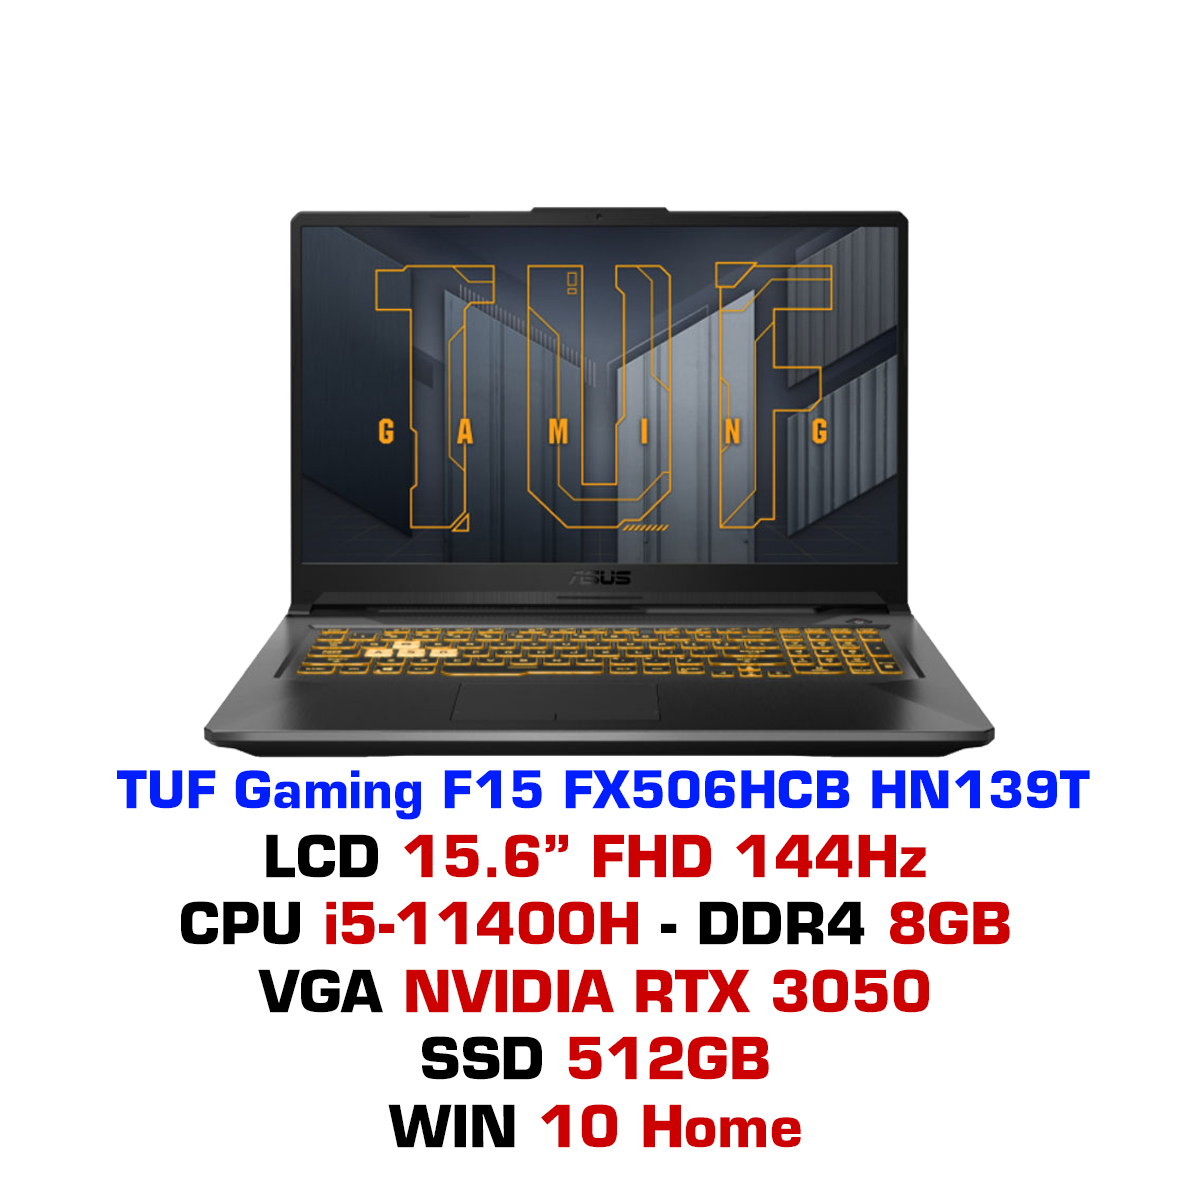 TUF
GAMING
ASUS
TUF Gaming F15 FX506HCB HN139T
LCD 15.6” FHD 144Hz
CPU i5-11400H - DDR4 8GB
VGA NVIDIA RTX 3050
SSD 512GB
WIN 10 Home